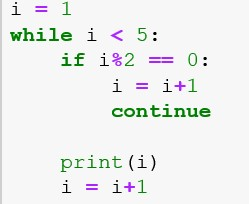 i = 1
while i < 5:
    if i%2 == 0:
        i = i+1
        continue

    print(i)
    i = i+1